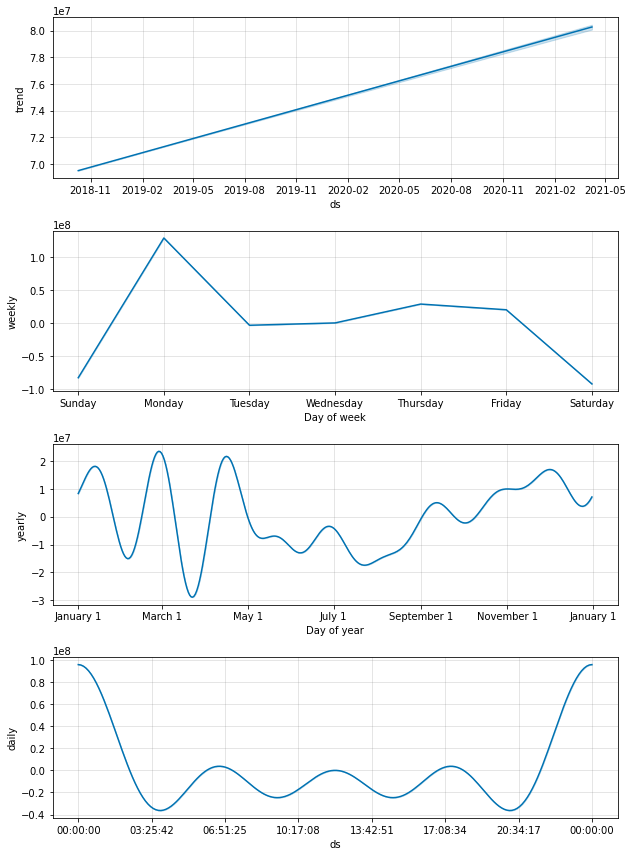 1e7
8.0
7.8
7.6
7.4
7.2
7.0
trend
2018-11 2019-02 2019-05 2019-08 2019-11 2020-02 2020-05 2020-08 2020-11 2021-02 2021-05
ds
1e8
1.0
0.5
0.0
−0.5
−1.0
weekly
Sunday Monday Tuesday Wednesday Thursday Friday Saturday
Day of week
1e7
2
1
0
−1
−2
−3
yearly
January 1 March 1 May 1 July 1 September 1 November 1 January 1
Day of year
1e8
1.0
0.8
0.6
0.4
0.2
0.0
−0.2
−0.4
daily
00:00:00 03:25:42 06:51:25 10:17:08 13:42:51 17:08:34 20:34:17 00:00:00
ds